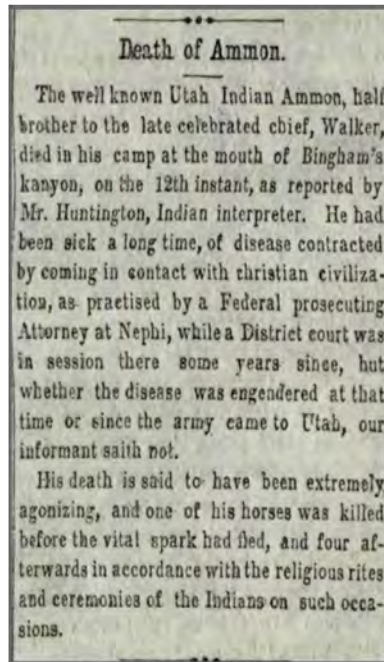 Death of Ammon.
The well known Utah Indian Ammon, half
brother to the late celebrated chief, Walker,
died in his camp at the mouth of Bingham's
kanyon, on the 12th instant, as reported by
Mr. Huntington, Indian interpreter. He had
been sick a long time, of disease contracted
by coming in contact with christian civiliza-
tion, as practised by a Federal prosecuting
Attorney at Nephi, while a District court was
in session there some years since, but
whether the disease was engendered at that
time or since the army came to Utah, our
informant saith not.
His death is said to have been extremely
agonizing, and one of his horses was killed
before the vital spark had fled, and four af-
terwards in accordance with the religious rites
and ceremonies of the Indians on such occa-
sions.